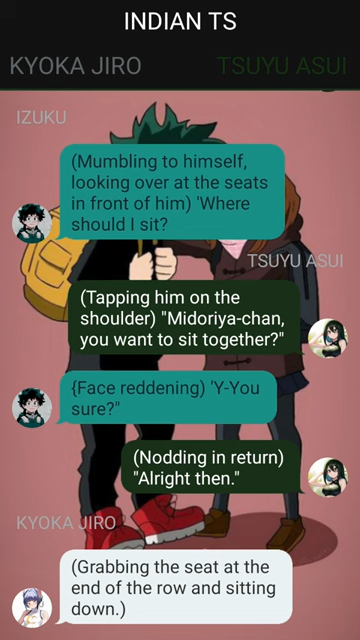 INDIAN TS
KYOKA JIRO TSUYU ASUI
IZUKU
(Mumbling to himself,
looking over at the seats
in front of him) 'Where
should I sit?
TSUYU ASUI
(Tapping him on the
shoulder) "Midoriya-chan,
you want to sit together?"
{Face reddening) 'Y-You
sure?"
(Nodding in return)
"Alright then."
KYOKA JIRO
(Grabbing the seat at the
end of the row and sitting
down.)